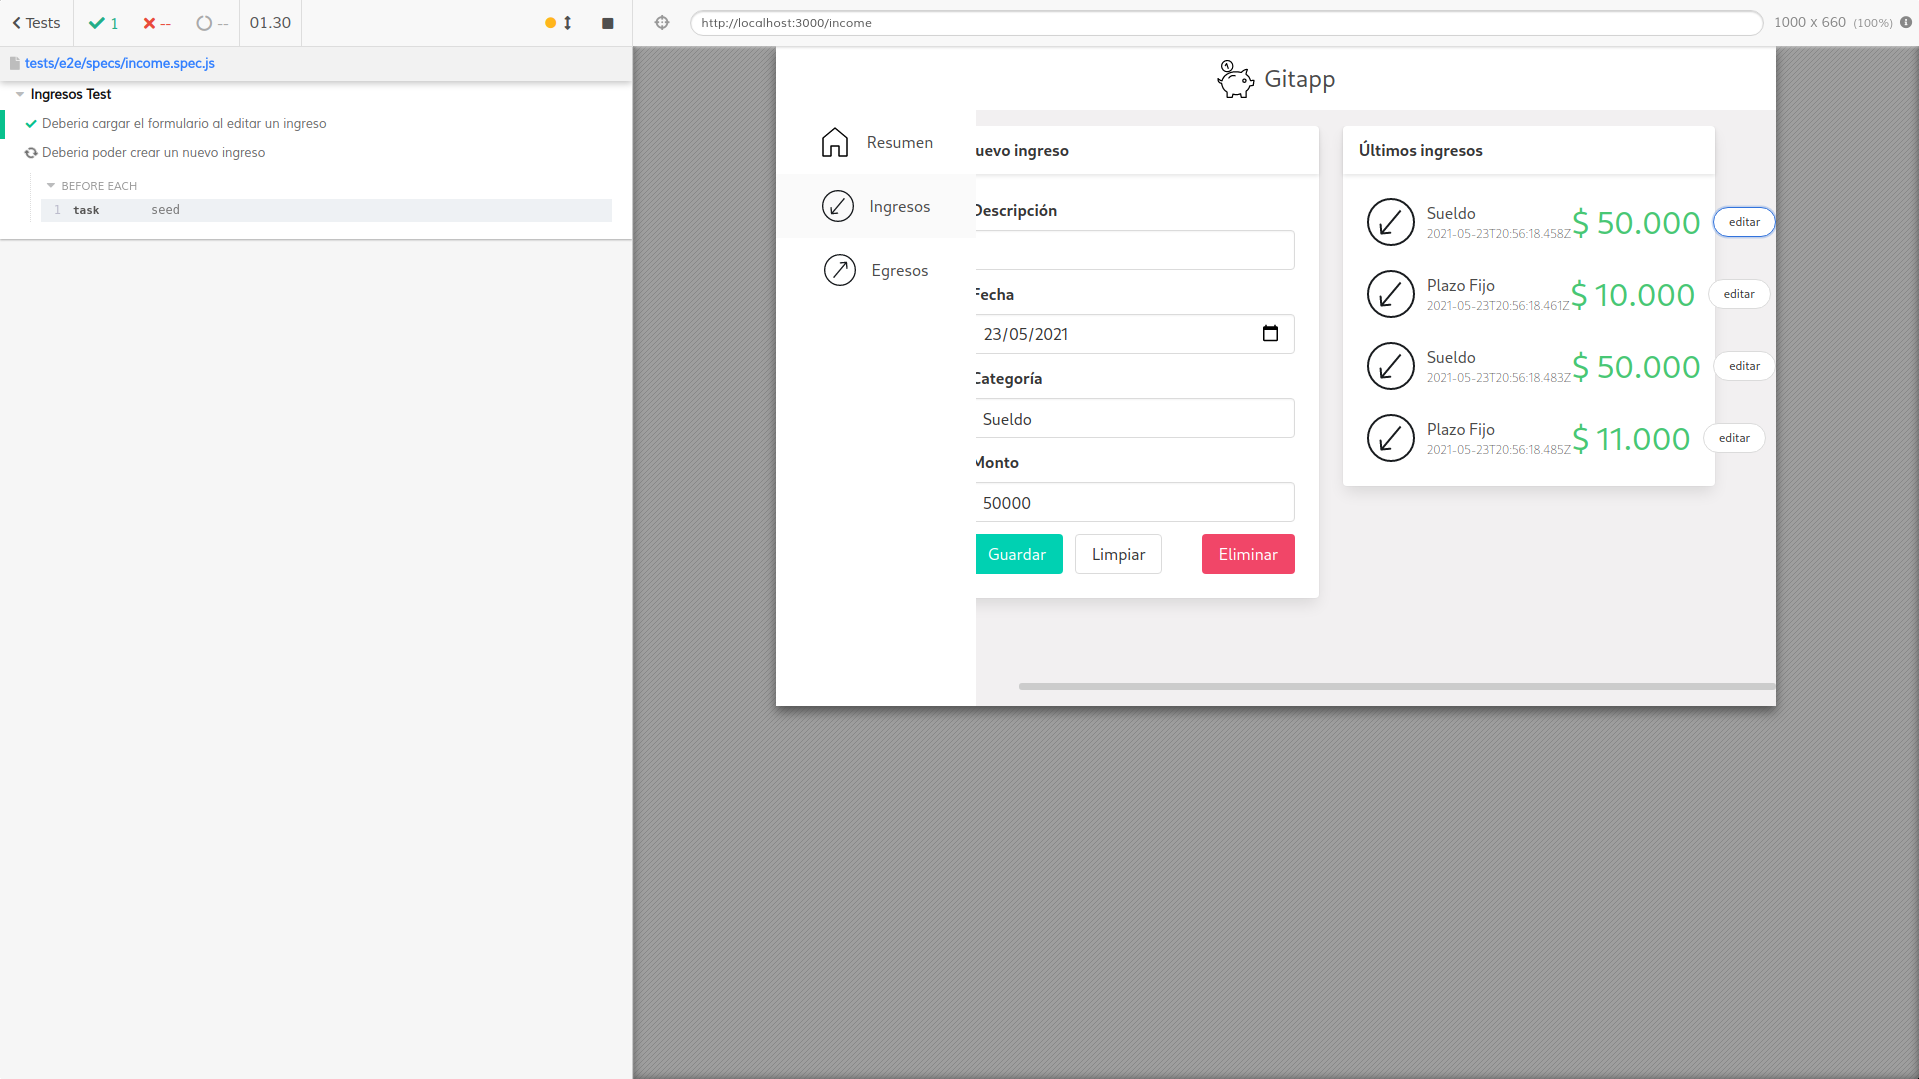 Tests
1
--
--
01.30
http://localhost:3000/income
1000 x 660 (100%)
tests/e2e/specs/income.spec.js
Ingresos Test
Deberia cargar el formulario al editar un ingreso
Deberia poder crear un nuevo ingreso
BEFORE EACH
1 task seed
Gitapp
Resumen
Ingresos
Egresos
uevo ingreso
Descripción
Fecha
23/05/2021
Categoría
Sueldo
Monto
50000
Guardar
Limpiar
Eliminar
Últimos ingresos
Sueldo
2021-05-23T20:56:18.458Z
$ 50.000
editar
Plazo Fijo
2021-05-23T20:56:18.461Z
$ 10.000
editar
Sueldo
2021-05-23T20:56:18.483Z
$ 50.000
editar
Plazo Fijo
2021-05-23T20:56:18.485Z
$ 11.000
editar